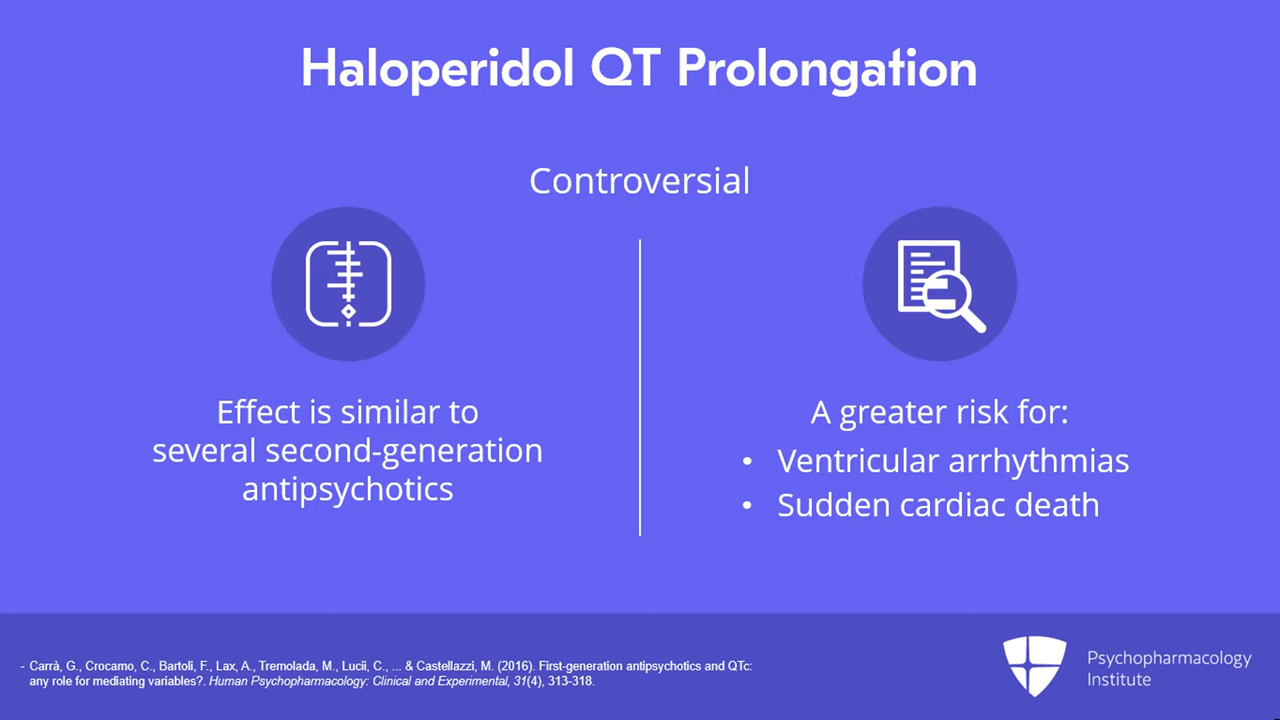 Haloperidol QT Prolongation
Controversial
Effect is similar to
several second-generation
antipsychotics
A greater risk for:
• Ventricular arrhythmias
• Sudden cardiac death
- Carrà, G., Crocamo, C., Bartoli, F., Lax, A., Tremolada, M., Lucii, C., ... & Castellazzi, M. (2016). First-generation antipsychotics and QTc:
any role for mediating variables?. Human Psychopharmacology: Clinical and Experimental, 31(4), 313-318.
Psychopharmacology
Institute